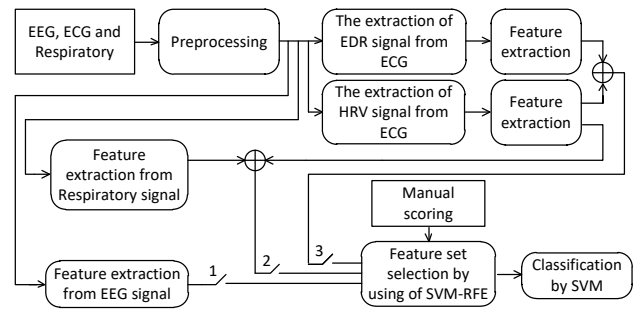 EEG, ECG and
Respiratory
Preprocessing
The extraction of
EDR signal from
ECG
Feature
extraction
The extraction of
HRV signal from
ECG
Feature
extraction
Feature
extraction from
Respiratory signal
Manual
scoring
Feature extraction
from EEG signal
1
2
3
Feature set
selection by
using of SVM-RFE
Classification
by SVM